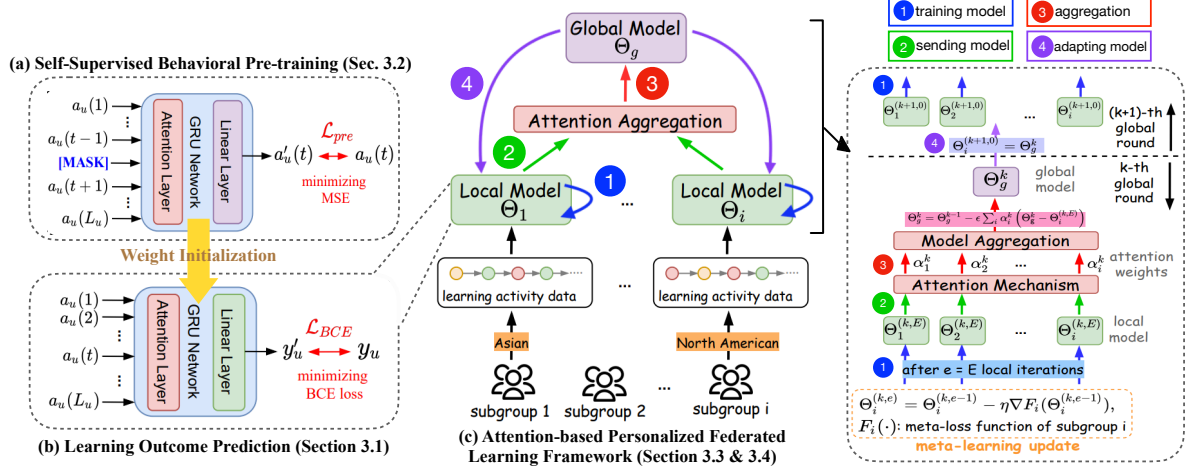 (a) Self-Supervised Behavioral Pre-training (Sec. 3.2)
a_u(1)
⋮
a_u(t−1)
[MASK]
a_u(t+1)
⋮
a_u(L_u)
Attention Layer
GRU Network
Linear Layer
a'_u(t) a_u(t)
L_pre
minimizing
MSE
Weight Initialization
a_u(1)
a_u(2)
⋮
a_u(t)
⋮
a_u(L_u)
Attention Layer
GRU Network
Linear Layer
y'_u y_u
L_BCE
minimizing
BCE loss
(b) Learning Outcome Prediction (Section 3.1)
Global Model
Θ_g
4
3
Attention Aggregation
2
Local Model
Θ_1
1
...
Local Model
Θ_i
learning activity data
...
learning activity data
Asian
North American
...
subgroup 1
subgroup 2
subgroup i
(c) Attention-based Personalized Federated
Learning Framework (Section 3.3 & 3.4)
1 training model
3 aggregation
2 sending model
4 adapting model
1
Θ_1^(k+1,0)
Θ_2^(k+1,0)
...
Θ_i^(k+1,0)
(k+1)-th
global
round
4
Θ_i^(k+1,0) = Θ_g^k
Θ_g^k
global
model
k-th
global
round
Θ_g^k = Θ_g^{k−1} − ϵ ∑_i α_i^k (Θ_g^k − Θ_i^(k,E))
Model Aggregation
3
α_1^k
α_2^k
...
α_i^k
attention
weights
Attention Mechanism
2
Θ_1^(k,E)
Θ_2^(k,E)
...
Θ_i^(k,E)
local
model
1
after e = E local iterations
Θ_i^(k,e) = Θ_i^(k,e−1) − η∇F_i(Θ_i^(k,e−1)),
F_i(·): meta-loss function of subgroup i
meta-learning update